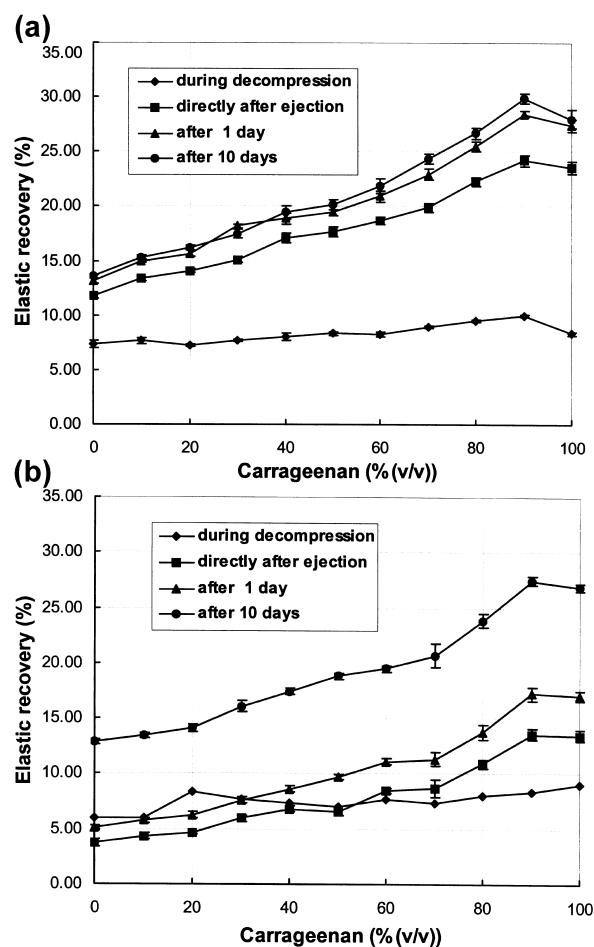 (a)
35.00
30.00
25.00
20.00
15.00
10.00
5.00
0.00
Elastic recovery (%)
during decompression
directly after ejection
after 1 day
after 10 days
0 20 40 60 80 100
Carrageenan (% (v/v))
(b)
35.00
30.00
25.00
20.00
15.00
10.00
5.00
0.00
Elastic recovery (%)
during decompression
directly after ejection
after 1 day
after 10 days
0 20 40 60 80 100
Carrageenan (% (v/v))